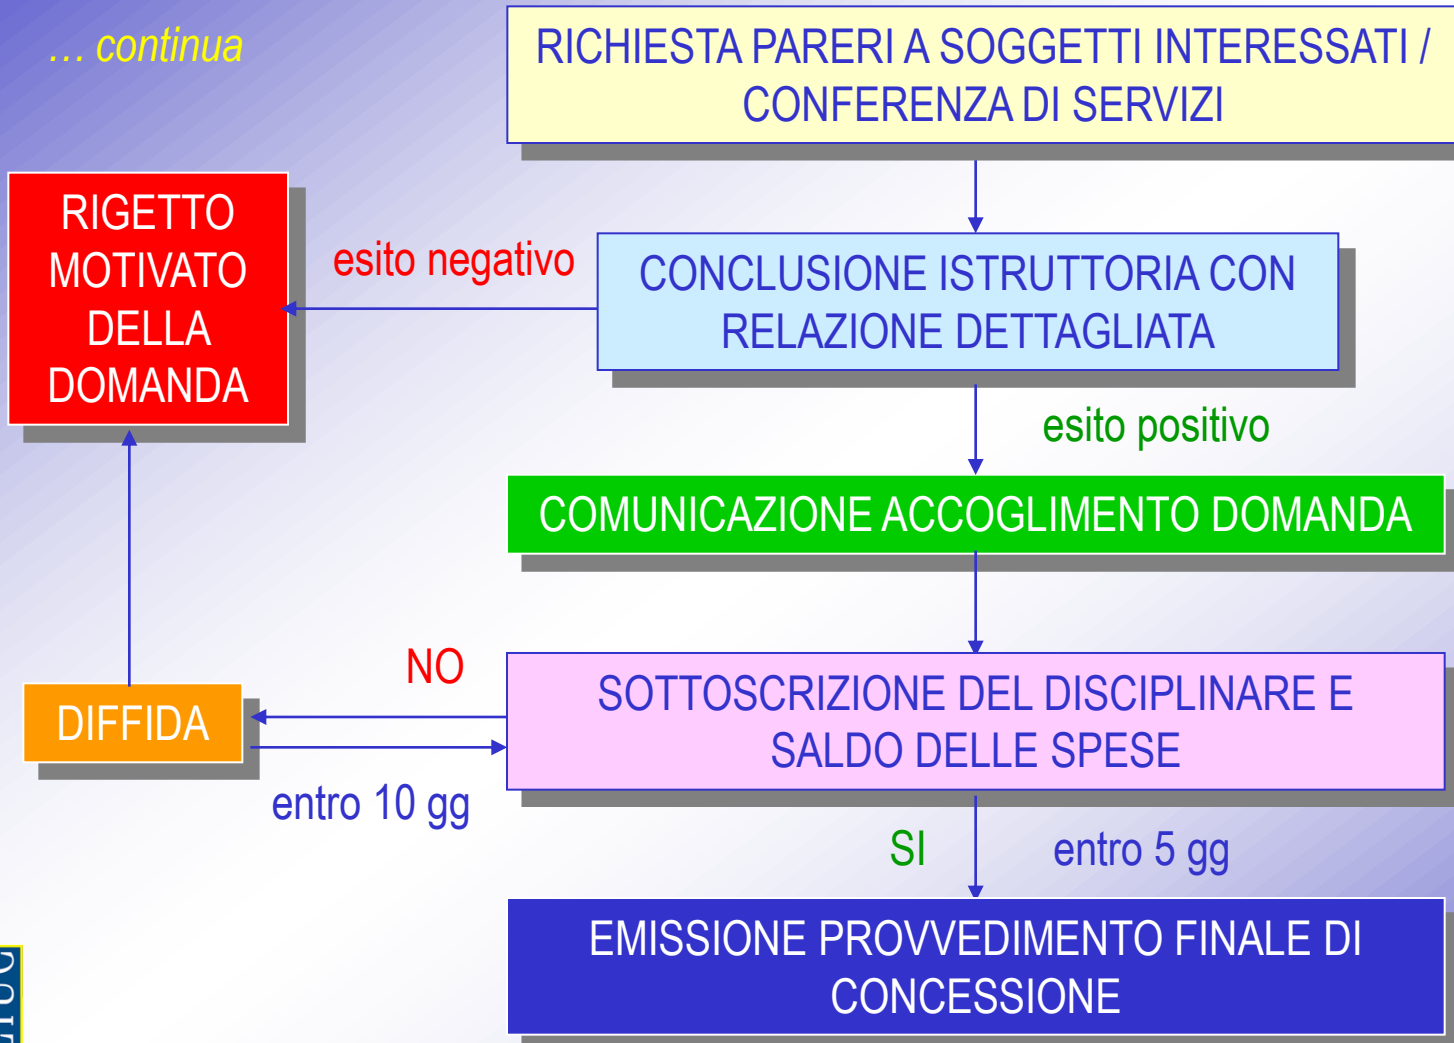 ... continua
RICHIESTA PARERI A SOGGETTI INTERESSATI /
CONFERENZA DI SERVIZI
RIGETTO
MOTIVATO
DELLA
DOMANDA
esito negativo
CONCLUSIONE ISTRUTTORIA CON
RELAZIONE DETTAGLIATA
esito positivo
COMUNICAZIONE ACCOGLIMENTO DOMANDA
NO
DIFFIDA
SOTTOSCRIZIONE DEL DISCIPLINARE E
SALDO DELLE SPESE
entro 10 gg
SI
entro 5 gg
EMISSIONE PROVVEDIMENTO FINALE DI
CONCESSIONE